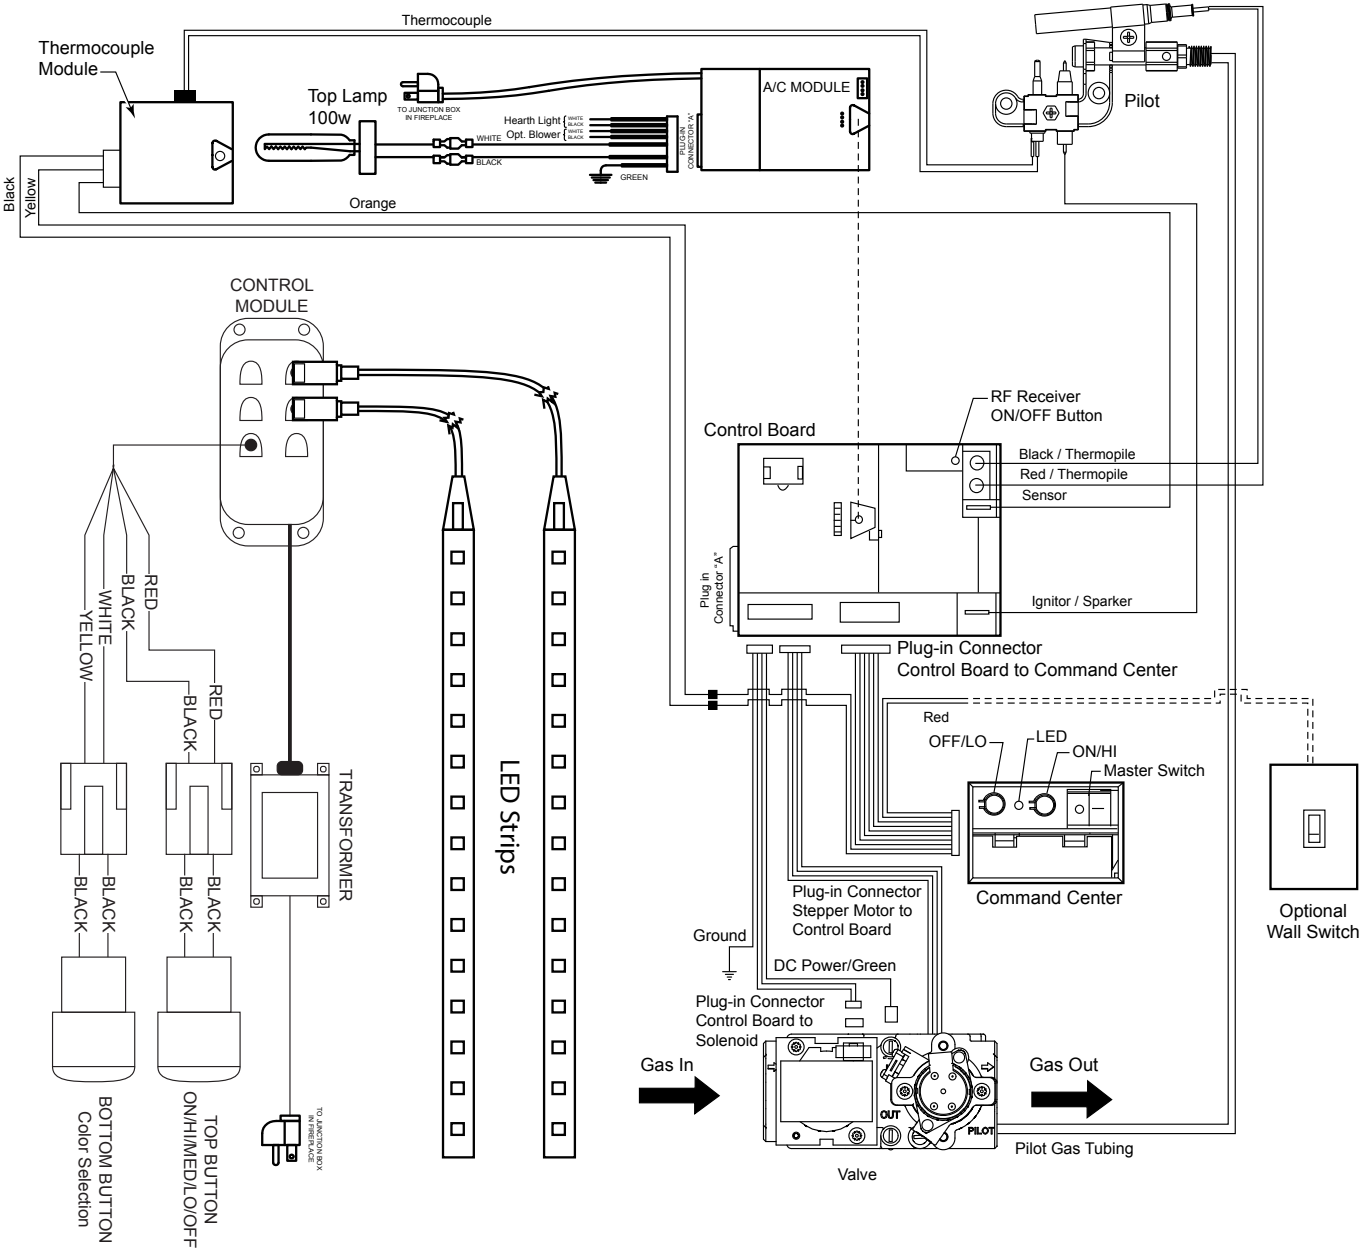 Thermocouple
Thermocouple
Module
Top Lamp
100w
TO JUNCTION BOX
IN FIREPLACE
A/C MODULE
Pilot
Hearth Light
WHITE
BLACK
Opt. Blower
WHITE
BLACK
WHITE
BLACK
GREEN
PLUG-IN
CONNECTOR "A"
Black
Yellow
Orange
CONTROL
MODULE
RF Receiver
ON/OFF Button
Control Board
Black / Thermopile
Red / Thermopile
Sensor
Plug in
Connector "A"
Ignitor / Sparker
Plug-in Connector
Control Board to Command Center
RED
BLACK
WHITE
YELLOW
RED
BLACK
Red
OFF/LO
LED
ON/HI
Master Switch
Command Center
Optional
Wall Switch
LED Strips
TRANSFORMER
BLACK
BLACK
BLACK
BLACK
Plug-in Connector
Stepper Motor to
Control Board
Ground
DC Power/Green
Plug-in Connector
Control Board to
Solenoid
Gas In
Gas Out
OUT
PILOT
Pilot Gas Tubing
Valve
BOTTOM BUTTON
Color Selection
TOP BUTTON
ON/HI/MED/LO/OFF
TO JUNCTION BOX
IN FIREPLACE